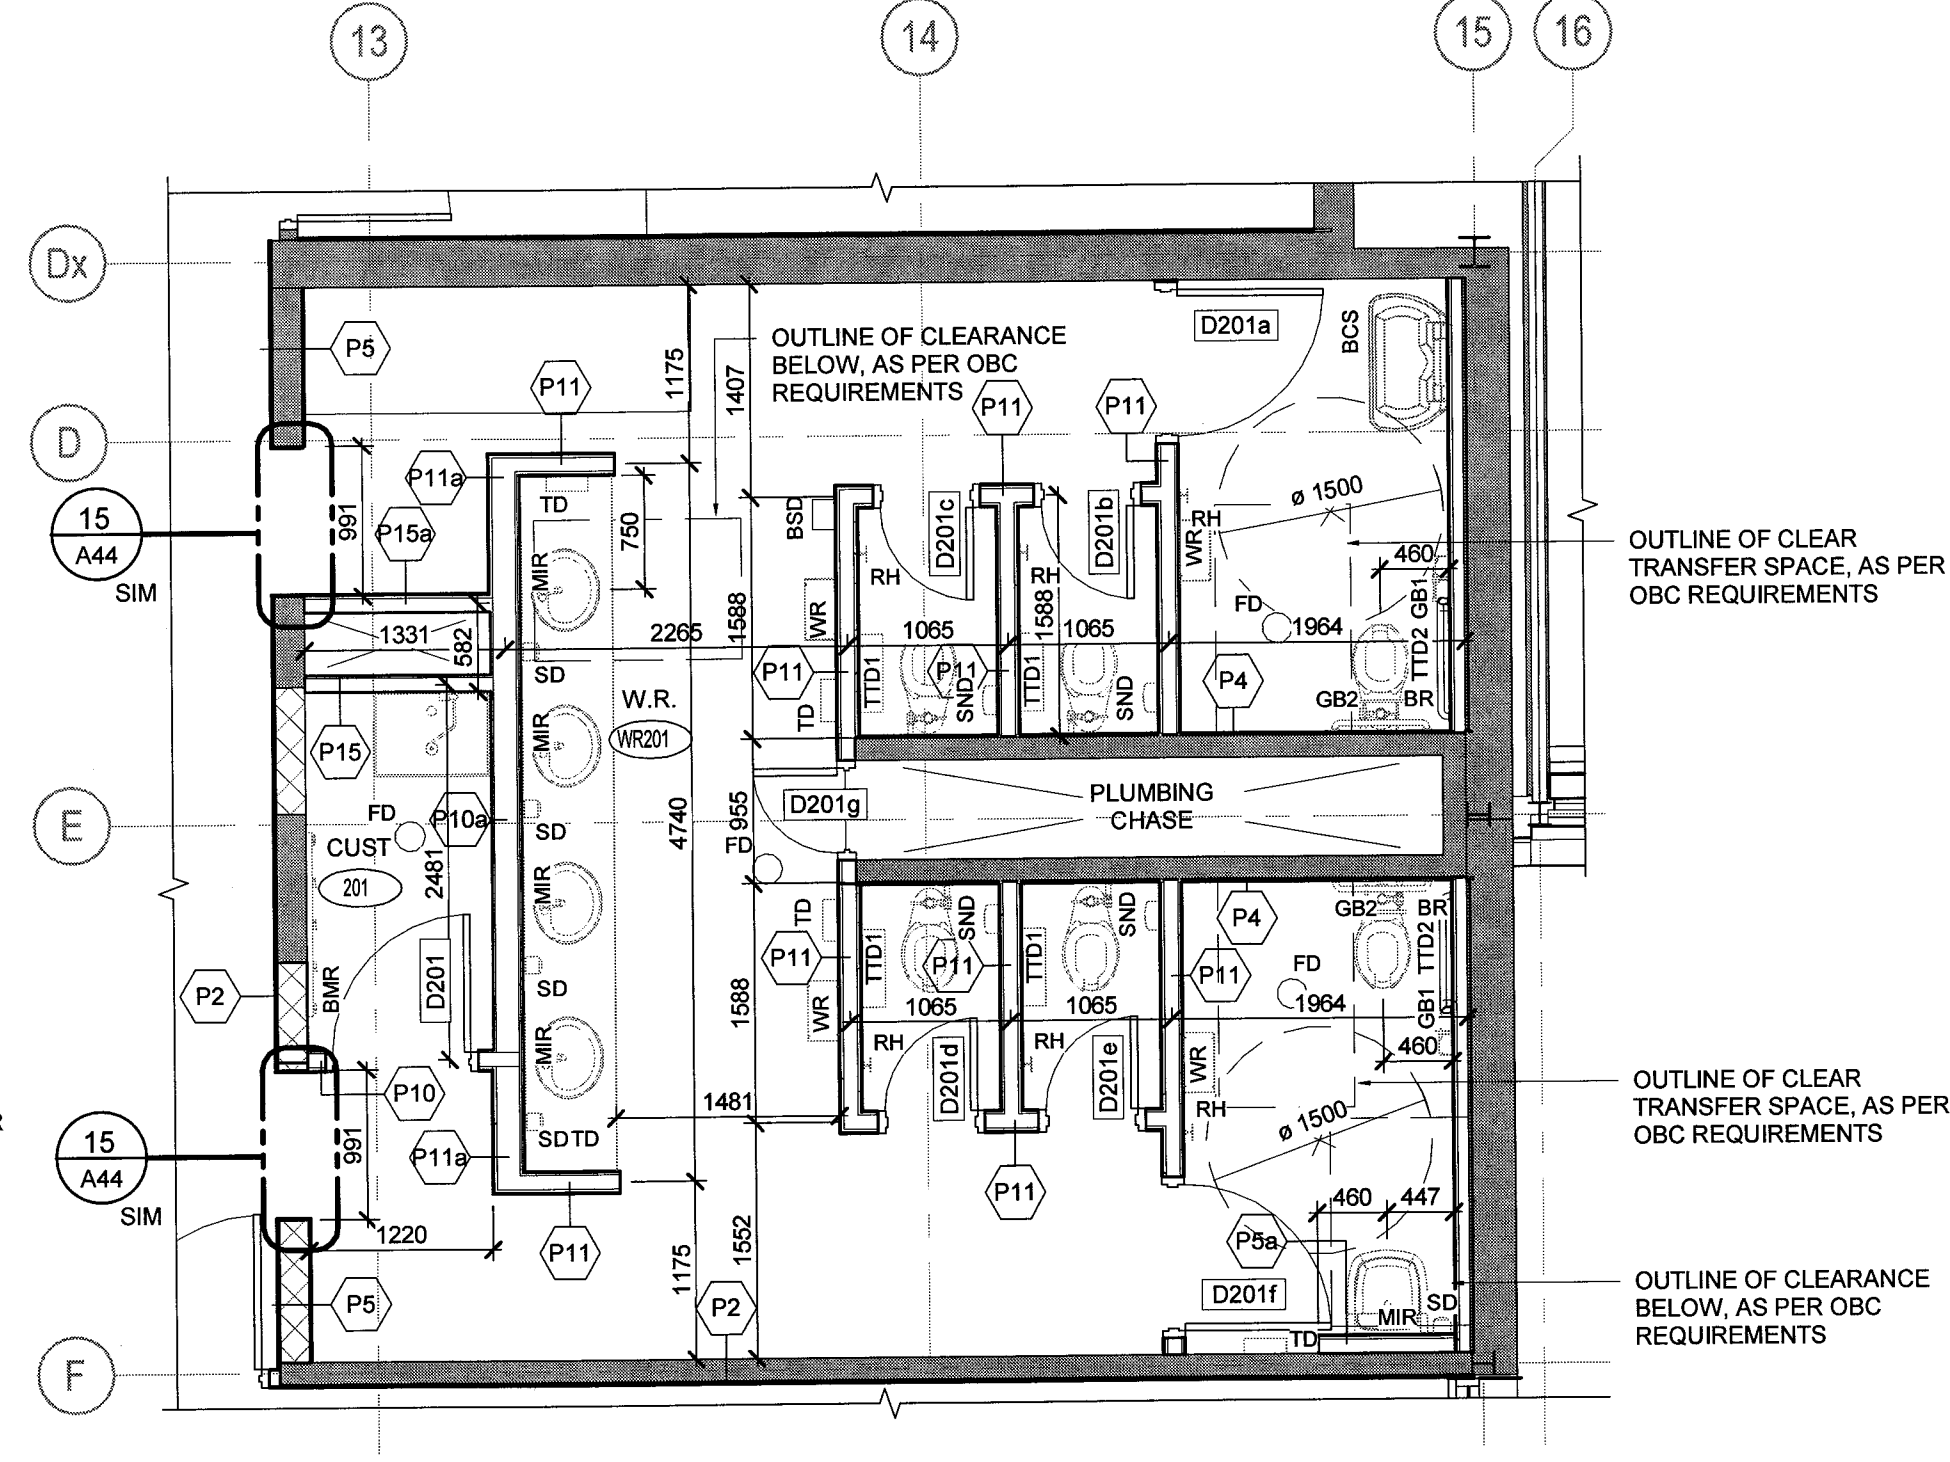 13
14
15
16
Dx
D
E
F
P5
P11
1175
1407
OUTLINE OF CLEARANCE
BELOW, AS PER OBC
REQUIREMENTS
P11
P11
D201a
BCS
15
A44
SIM
991
P11a
P15a
TD
750
MIR
BSD
D201c
D201b
RH
RH
RH
WR
ø 1500
460
OUTLINE OF CLEAR
TRANSFER SPACE, AS PER
OBC REQUIREMENTS
1331
582
2265
1588
WR
1065
1588
1065
FD
1964
GB1
TTD2
SD
P11
TTD1
P11
TTD1
P4
W.R.
WR201
TD
SND
SND
GB2
BR
P15
MIR
FD
P10a
SD
4740
955
FD
D201g
PLUMBING
CHASE
CUST
201
2481
MIR
TD
SND
SND
P4
GB2
BR
P2
BMR
D201
SD
P11
TTD1
P11
TTD1
P11
FD
TTD2
1588
WR
1065
1065
1964
GB1
MIR
RH
D201d
RH
D201e
WR
460
P10
1481
RH
ø 1500
OUTLINE OF CLEAR
TRANSFER SPACE, AS PER
OBC REQUIREMENTS
15
A44
SIM
991
P11a
SD
TD
P11
460
447
1220
P11
1175
1552
P5a
P5
P2
D201f
MIR
SD
TD
OUTLINE OF CLEARANCE
BELOW, AS PER OBC
REQUIREMENTS